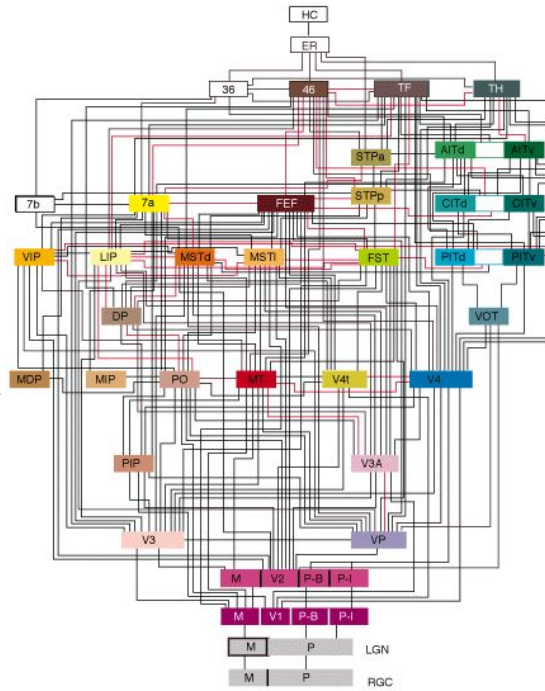 HC
ER
36 46 TF TH
STPa AITd AITv
7b 7a FEF STPp CITd CITv
VIP LIP MSTd MSTl FST PITd PITv
DP VOT
MDP MIP PO MT V4t V4
PIP V3A
V3 VP
M V2 P-B P-I
M V1 P-B P-I
M P LGN
M P RGC